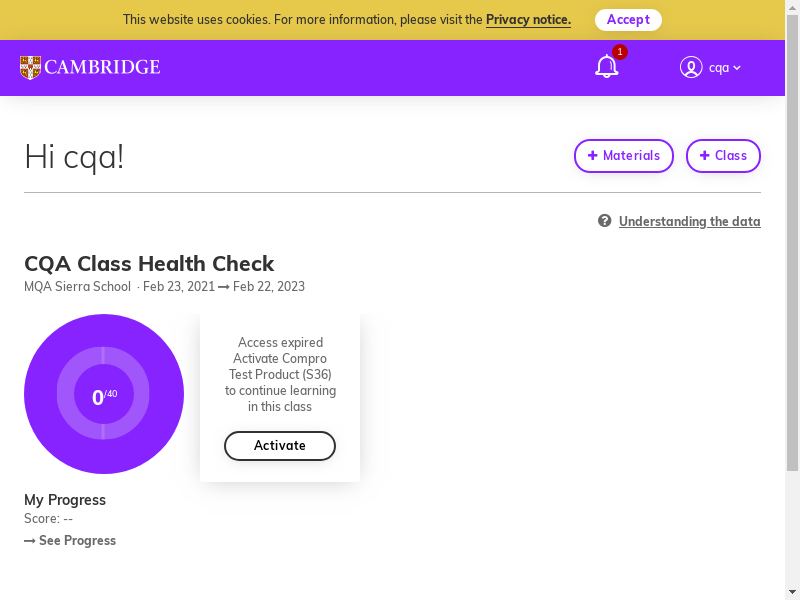 This website uses cookies. For more information, please visit the Privacy notice.
Accept
CAMBRIDGE
1
cqa
Hi cqa!
+ Materials
+ Class
? Understanding the data
CQA Class Health Check
MQA Sierra School · Feb 23, 2021 → Feb 22, 2023
0/40
Access expired
Activate Compro
Test Product (S36)
to continue learning
in this class
Activate
My Progress
Score: --
→ See Progress